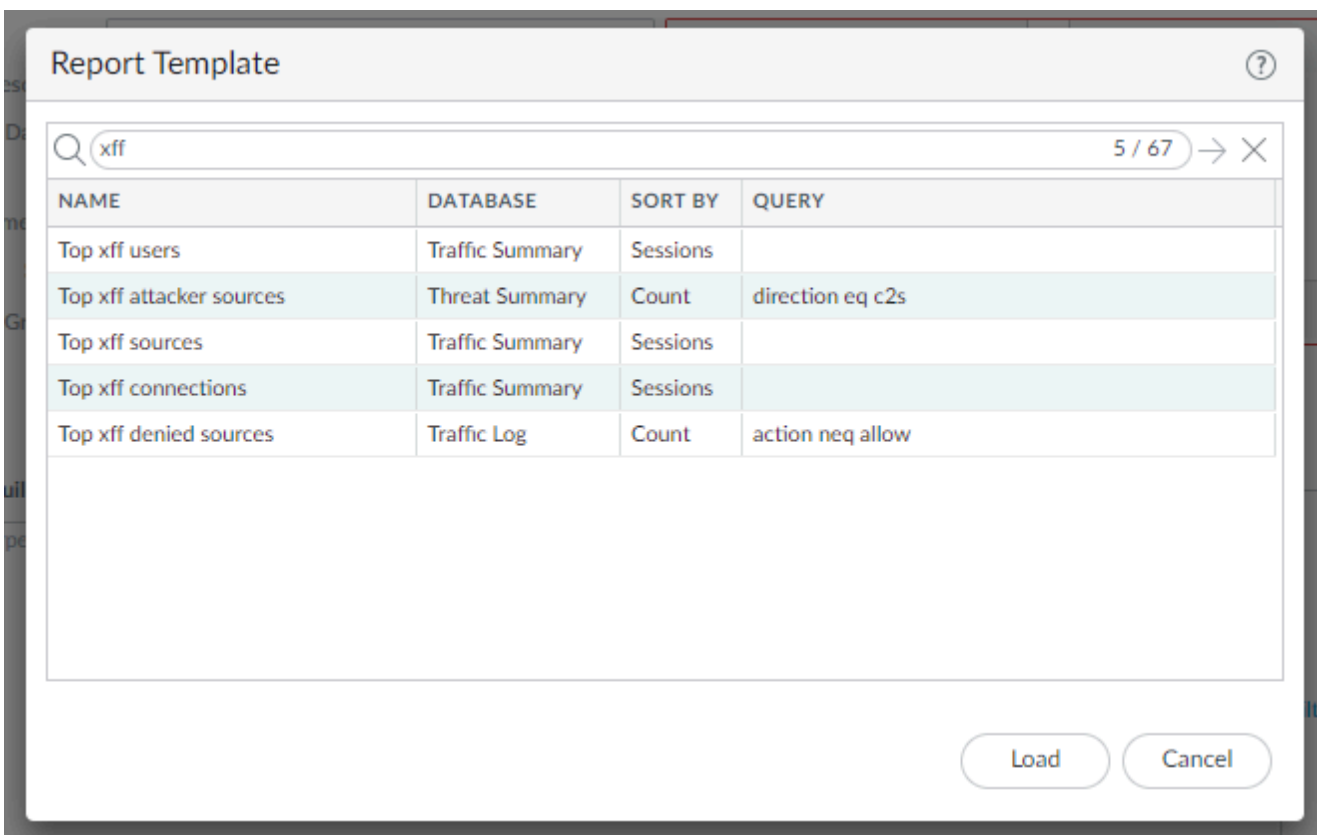 Report Template
?
xff 5 / 67
NAME DATABASE SORT BY QUERY
Top xff users Traffic Summary Sessions
Top xff attacker sources Threat Summary Count direction eq c2s
Top xff sources Traffic Summary Sessions
Top xff connections Traffic Summary Sessions
Top xff denied sources Traffic Log Count action neq allow
Load Cancel